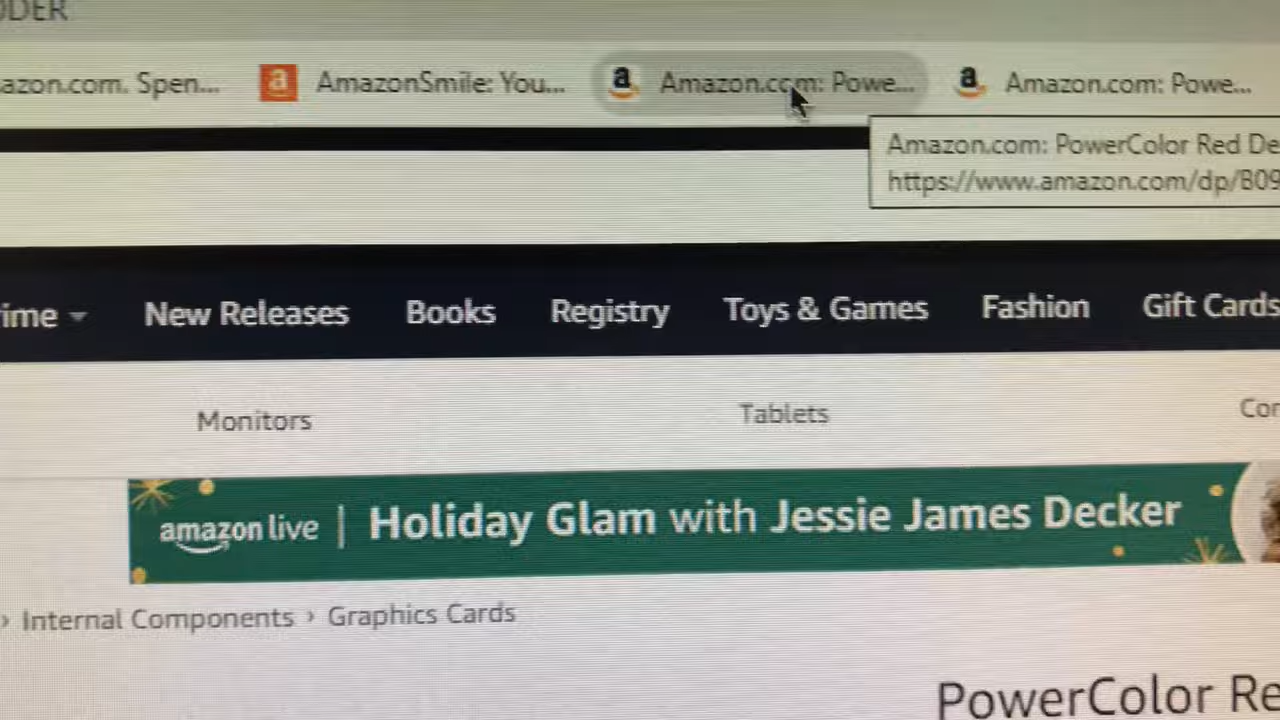 DDER
azon.com. Spen... AmazonSmile: You... Amazon.com: Powe... Amazon.com: Powe...
Amazon.com: PowerColor Red De
https://www.amazon.com/dp/B09
ime New Releases Books Registry Toys & Games Fashion Gift Cards
Monitors Tablets Cor
amazon live | Holiday Glam with Jessie James Decker
› Internal Components › Graphics Cards
PowerColor Re